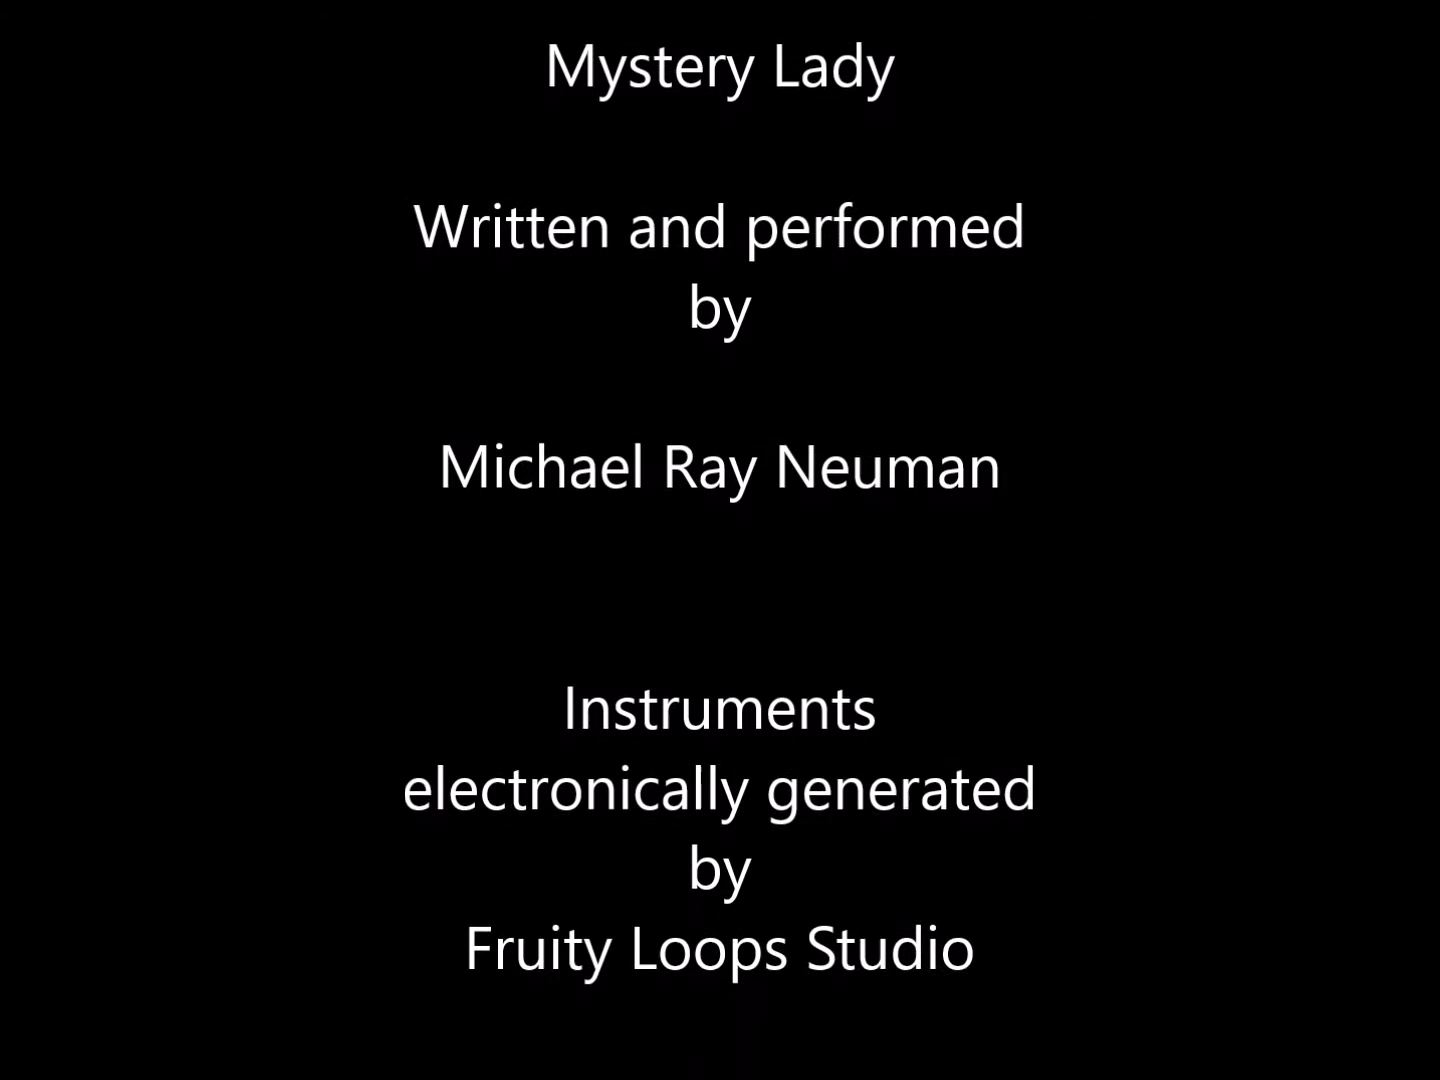 Mystery Lady
Written and performed
by
Michael Ray Neuman
Instruments
electronically generated
by
Fruity Loops Studio